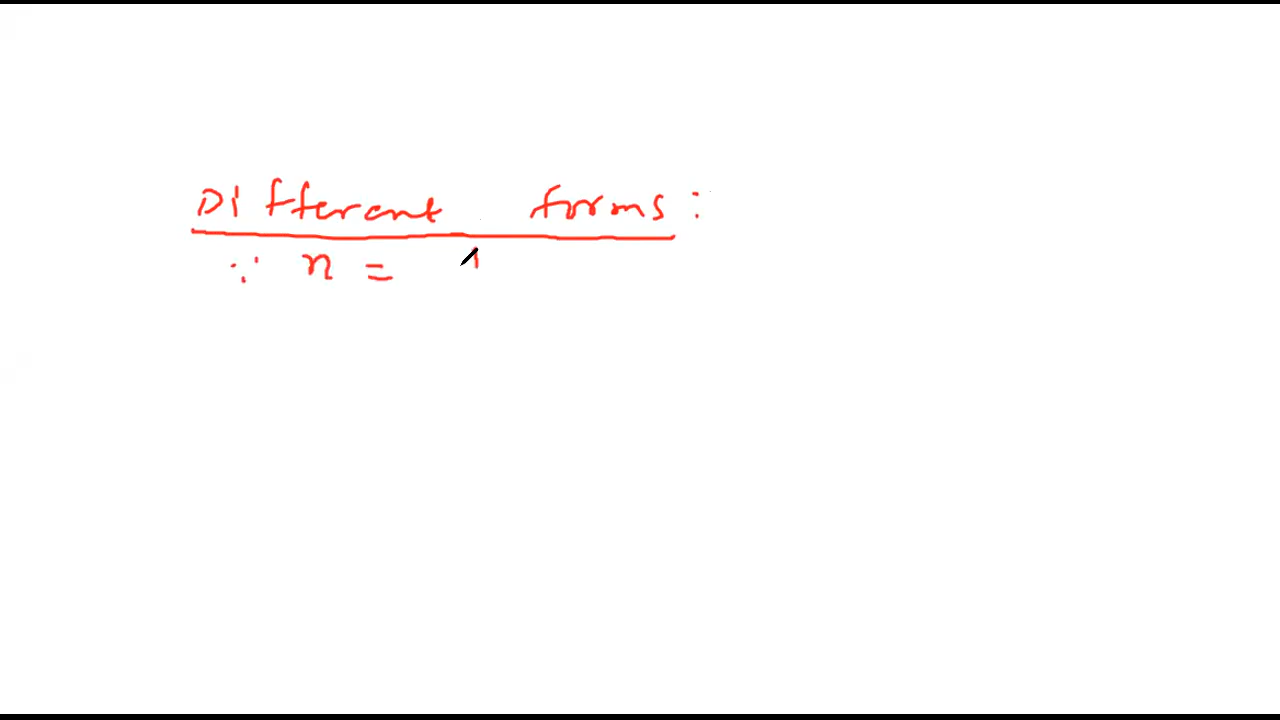 Different forms:
∵ n =